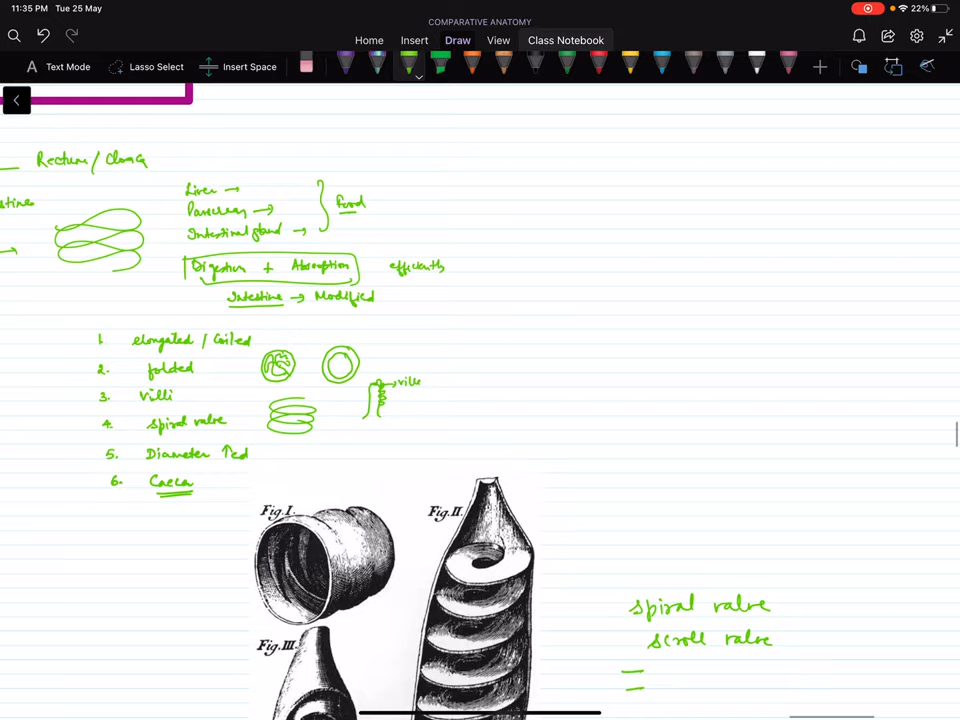 11:35 PM Tue 25 May
22%
COMPARATIVE ANATOMY
Home Insert Draw View Class Notebook
Text Mode Lasso Select Insert Space
Rectum / Cloaca
stines
Liver →
Pancreas →
Intestinal gland →
Food
Digestion + Absorption efficiently
Intestine → Modified
1. elongated / Coiled
2. folded
3. Villi
→ villi
4. spiral valve
5. Diameter ↑ed
6. Caeca
Fig.I.
Fig.II.
Fig.III.
spiral valve
scroll valve